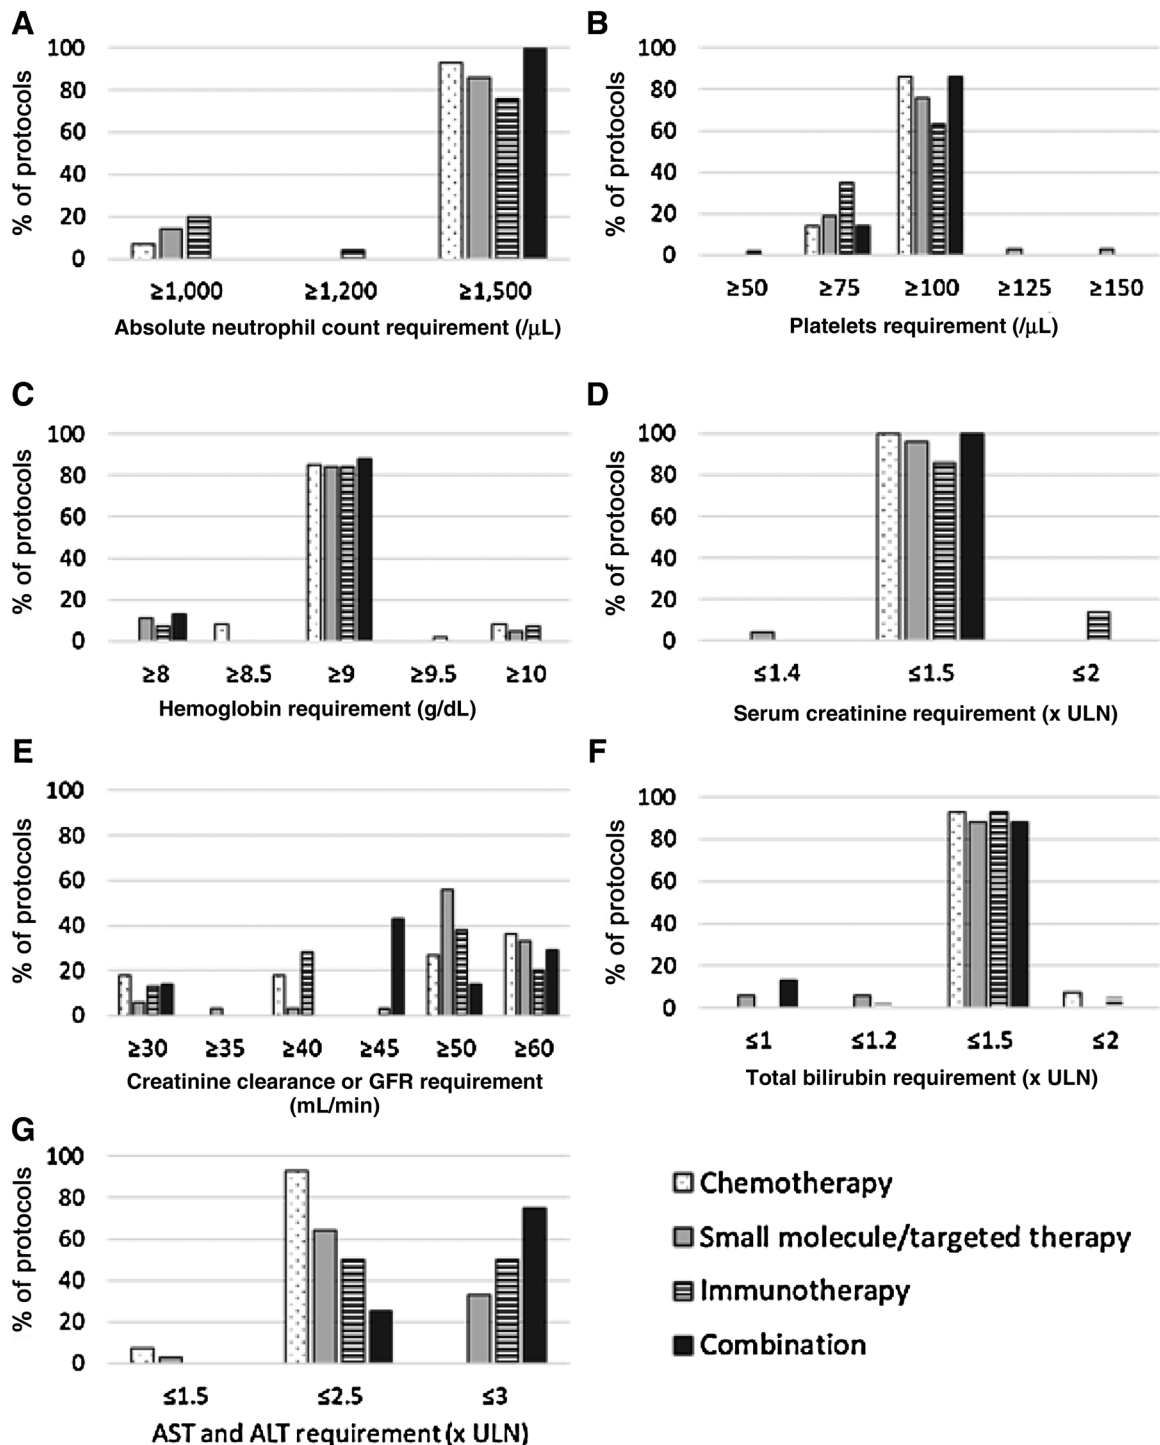 A
% of protocols
100
80
60
40
20
0
≥1,000 ≥1,200 ≥1,500
Absolute neutrophil count requirement (/μL)
B
% of protocols
100
80
60
40
20
0
≥50 ≥75 ≥100 ≥125 ≥150
Platelets requirement (/μL)
C
% of protocols
100
80
60
40
20
0
≥8 ≥8.5 ≥9 ≥9.5 ≥10
Hemoglobin requirement (g/dL)
D
% of protocols
100
80
60
40
20
0
≤1.4 ≤1.5 ≤2
Serum creatinine requirement (x ULN)
E
% of protocols
100
80
60
40
20
0
≥30 ≥35 ≥40 ≥45 ≥50 ≥60
Creatinine clearance or GFR requirement
(mL/min)
F
% of protocols
100
80
60
40
20
0
≤1 ≤1.2 ≤1.5 ≤2
Total bilirubin requirement (x ULN)
G
% of protocols
100
80
60
40
20
0
≤1.5 ≤2.5 ≤3
AST and ALT requirement (x ULN)
Chemotherapy
Small molecule/targeted therapy
Immunotherapy
Combination